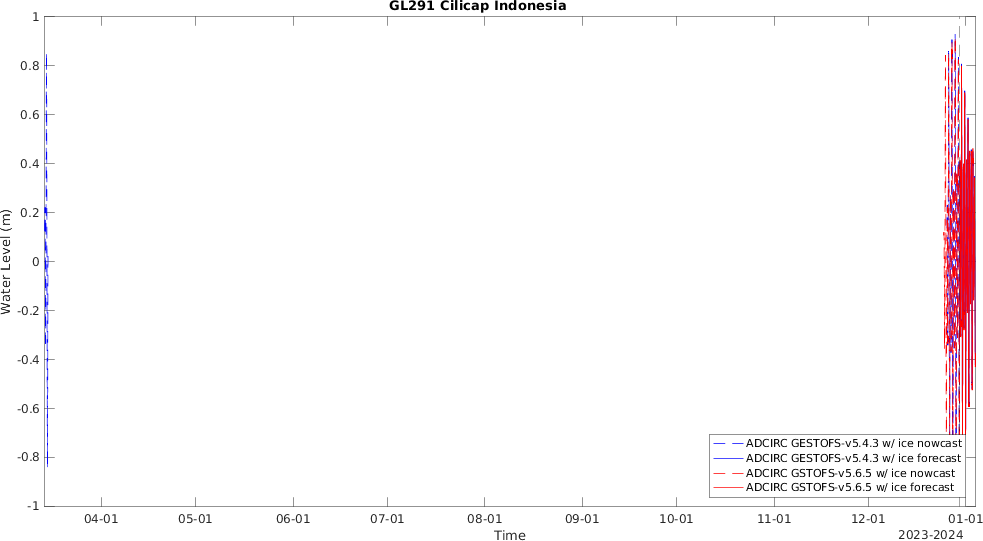 GL291 Cilicap Indonesia
Water Level (m)
1
0.8
0.6
0.4
0.2
0
-0.2
-0.4
-0.6
-0.8
-1
ADCIRC GESTOFS-v5.4.3 w/ ice nowcast
ADCIRC GESTOFS-v5.4.3 w/ ice forecast
ADCIRC GSTOFS-v5.6.5 w/ ice nowcast
ADCIRC GSTOFS-v5.6.5 w/ ice forecast
04-01 05-01 06-01 07-01 08-01 09-01 10-01 11-01 12-01 01-01
Time
2023-2024